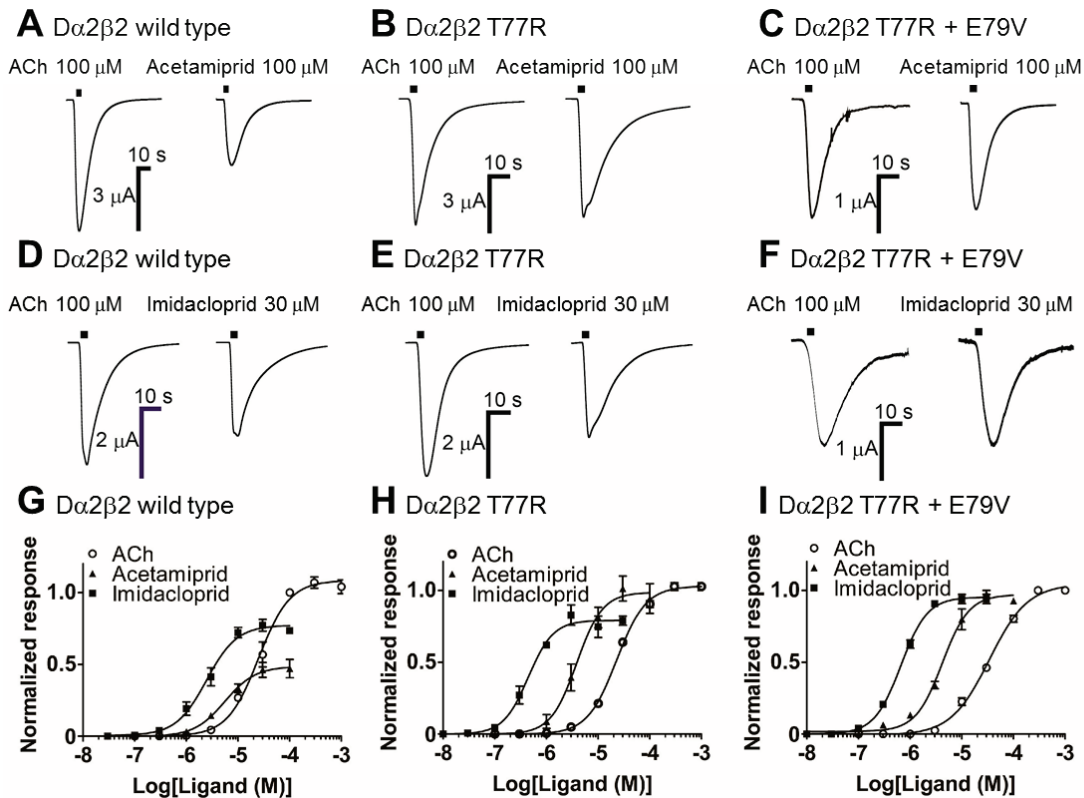 A Dα2β2 wild type
ACh 100 μM Acetamiprid 100 μM
10 s
3 μA
B Dα2β2 T77R
ACh 100 μM Acetamiprid 100 μM
10 s
3 μA
C Dα2β2 T77R + E79V
ACh 100 μM Acetamiprid 100 μM
10 s
1 μA
D Dα2β2 wild type
ACh 100 μM Imidacloprid 30 μM
10 s
2 μA
E Dα2β2 T77R
ACh 100 μM Imidacloprid 30 μM
10 s
2 μA
F Dα2β2 T77R + E79V
ACh 100 μM Imidacloprid 30 μM
10 s
1 μA
G Dα2β2 wild type
Normalized response
ACh
Acetamiprid
Imidacloprid
1.0
0.5
0
-8 -7 -6 -5 -4 -3
Log[Ligand (M)]
H Dα2β2 T77R
Normalized response
ACh
Acetamiprid
Imidacloprid
1.0
0.5
0
-8 -7 -6 -5 -4 -3
Log[Ligand (M)]
I Dα2β2 T77R + E79V
Normalized response
ACh
Acetamiprid
Imidacloprid
1.0
0.5
0
-8 -7 -6 -5 -4 -3
Log[Ligand (M)]